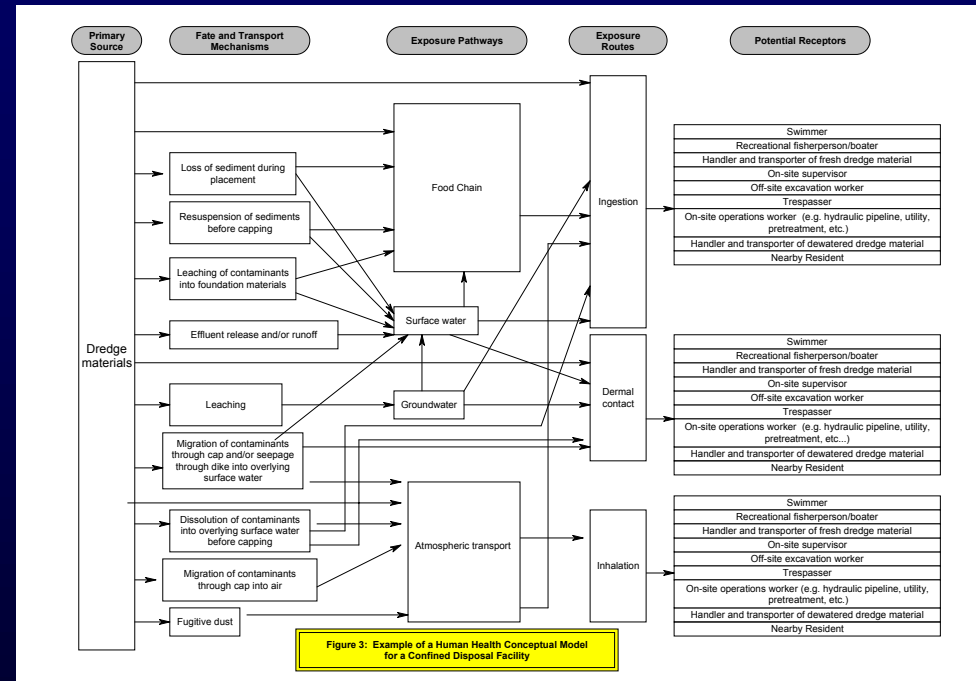 Primary
Source
Fate and Transport
Mechanisms
Exposure Pathways
Exposure
Routes
Potential Receptors
Dredge
materials
Loss of sediment during
placement
Resuspension of sediments
before capping
Leaching of contaminants
into foundation materials
Effluent release and/or runoff
Leaching
Migration of contaminants
through cap and/or seepage
through dike into overlying
surface water
Dissolution of contaminants
into overlying surface water
before capping
Migration of contaminants
through cap into air
Fugitive dust
Food Chain
Surface water
Groundwater
Atmospheric transport
Ingestion
Dermal
contact
Inhalation
Swimmer
Recreational fisherperson/boater
Handler and transporter of fresh dredge material
On-site supervisor
Off-site excavation worker
Trespasser
On-site operations worker (e.g. hydraulic pipeline, utility,
pretreatment, etc.)
Handler and transporter of dewatered dredge material
Nearby Resident
Swimmer
Recreational fisherperson/boater
Handler and transporter of fresh dredge material
On-site supervisor
Off-site excavation worker
Trespasser
On-site operations worker (e.g. hydraulic pipeline, utility,
pretreatment, etc...)
Handler and transporter of dewatered dredge material
Nearby Resident
Swimmer
Recreational fisherperson/boater
Handler and transporter of fresh dredge material
On-site supervisor
Off-site excavation worker
Trespasser
On-site operations worker (e.g. hydraulic pipeline, utility,
pretreatment, etc.)
Handler and transporter of dewatered dredge material
Nearby Resident
Figure 3: Example of a Human Health Conceptual Model
for a Confined Disposal Facility